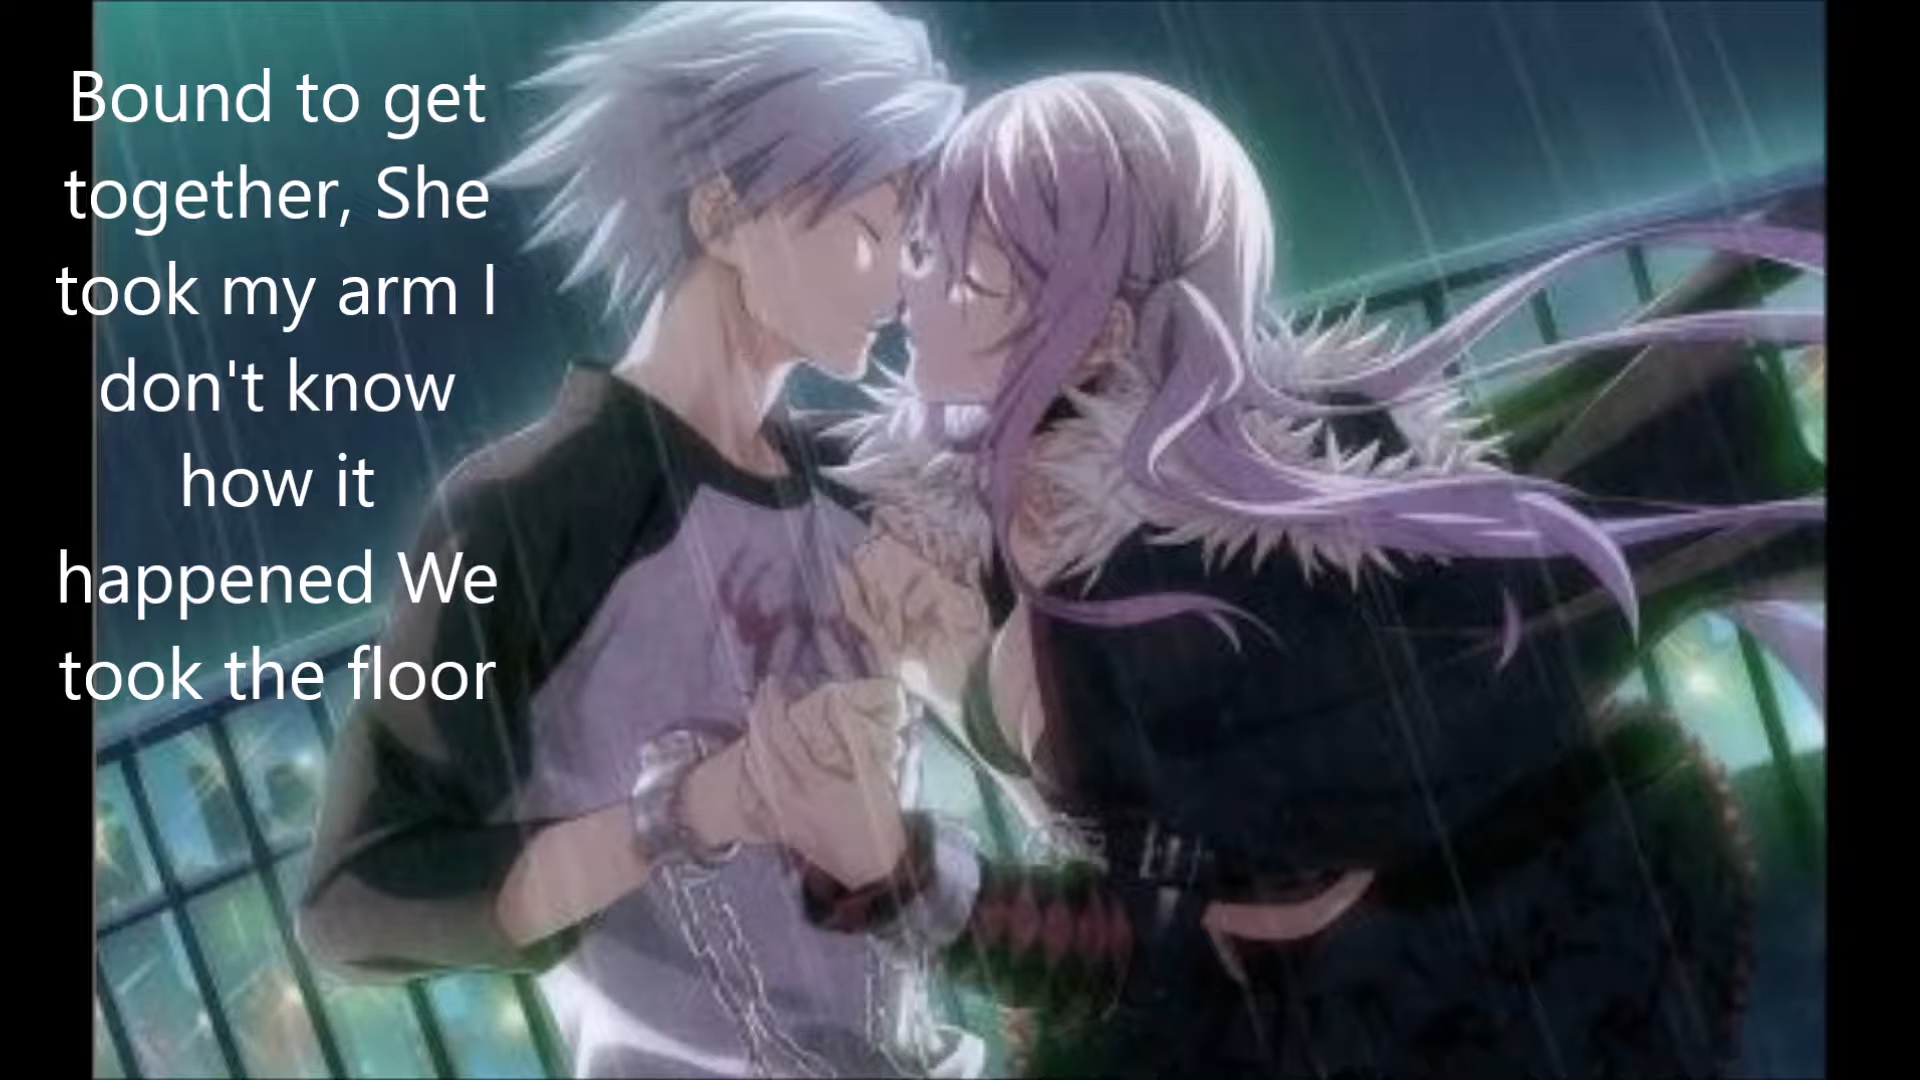 Bound to get
together, She
took my arm I
don't know
how it
happened We
took the floor